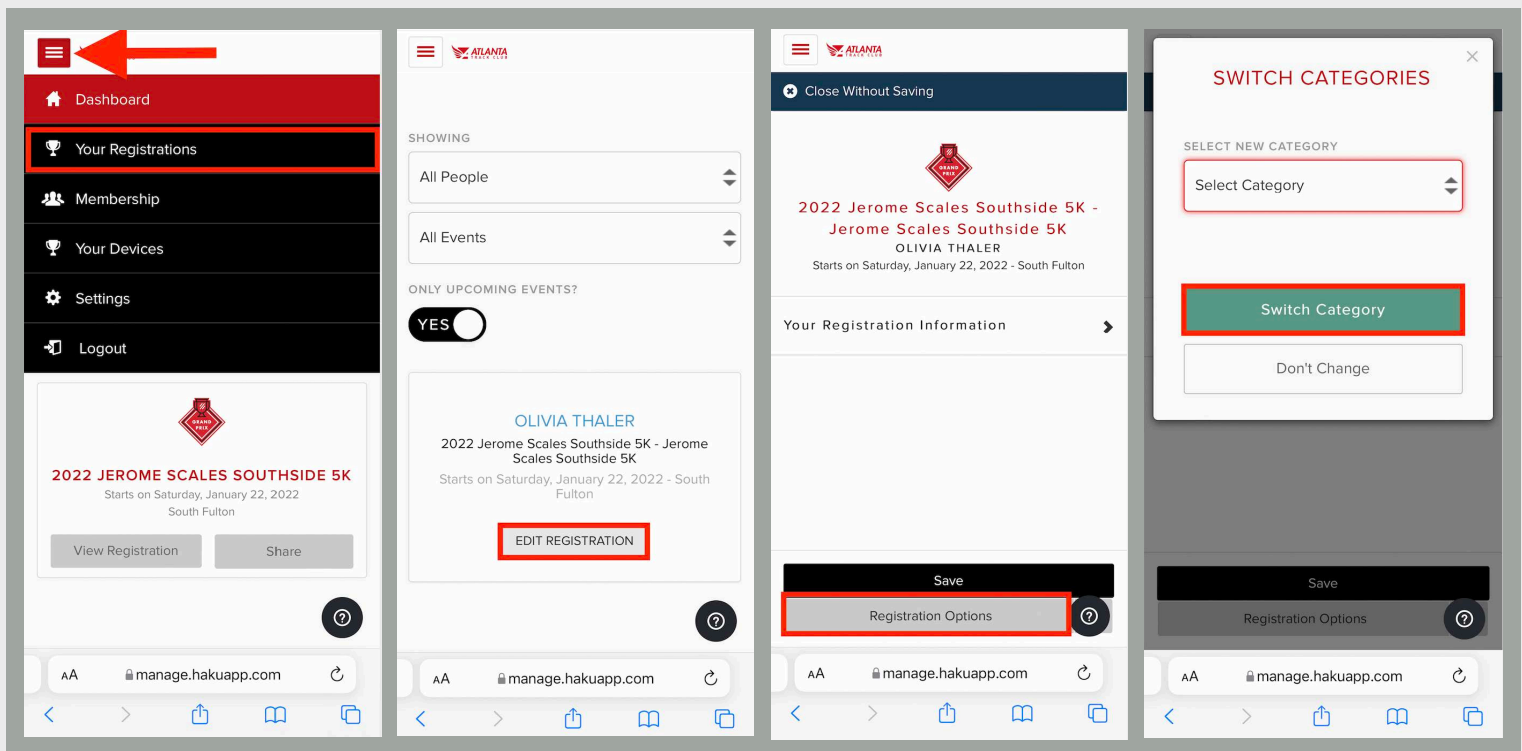 Dashboard
Your Registrations
Membership
Your Devices
Settings
Logout
GRAND
PRIX
2022 JEROME SCALES SOUTHSIDE 5K
Starts on Saturday, January 22, 2022
South Fulton
View Registration
Share
AA
manage.hakuapp.com
ATLANTA
TRACK CLUB
SHOWING
All People
All Events
ONLY UPCOMING EVENTS?
YES
OLIVIA THALER
2022 Jerome Scales Southside 5K - Jerome
Scales Southside 5K
Starts on Saturday, January 22, 2022 - South
Fulton
EDIT REGISTRATION
?
AA
manage.hakuapp.com
ATLANTA
TRACK CLUB
Close Without Saving
GRAND
PRIX
2022 Jerome Scales Southside 5K -
Jerome Scales Southside 5K
OLIVIA THALER
Starts on Saturday, January 22, 2022 - South Fulton
Your Registration Information
Save
Registration Options
?
AA
manage.hakuapp.com
SWITCH CATEGORIES
SELECT NEW CATEGORY
Select Category
Switch Category
Don't Change
Save
Registration Options
?
AA
manage.hakuapp.com